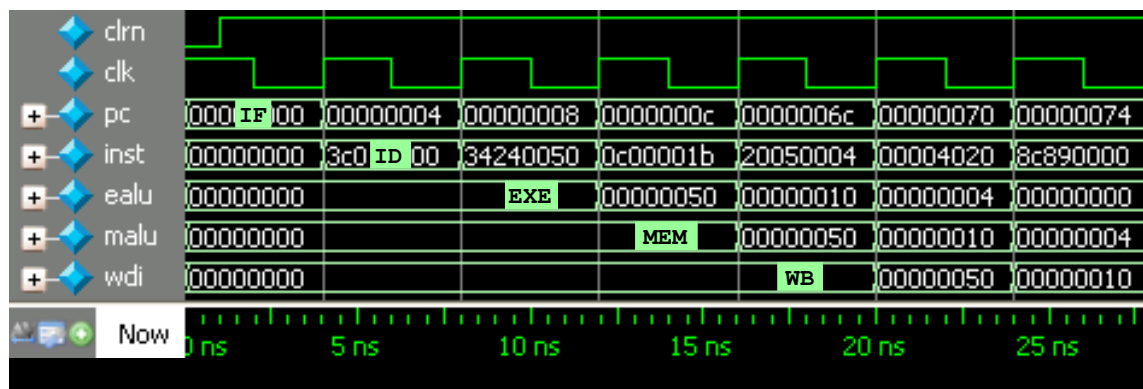 clrn
clk
pc 000 IF 00 00000004 00000008 0000000c 0000006c 00000070 00000074
inst 00000000 3c0 ID 00 34240050 0c00001b 20050004 00004020 8c890000
ealu 00000000 EXE 00000050 00000010 00000004 00000000
malu 00000000 MEM 00000050 00000010 00000004
wdi 00000000 WB 00000050 00000010
Now 0 ns 5 ns 10 ns 15 ns 20 ns 25 ns